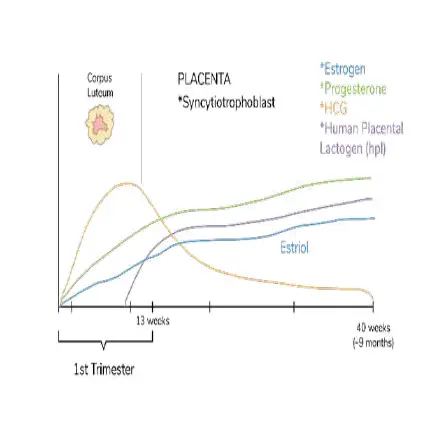 Corpus
Luteum
PLACENTA
*Syncytiotrophoblast
*Estrogen
*Progesterone
*HCG
*Human Placental
Lactogen (hpl)
Estriol
13 weeks
40 weeks
(~9 months)
1st Trimester